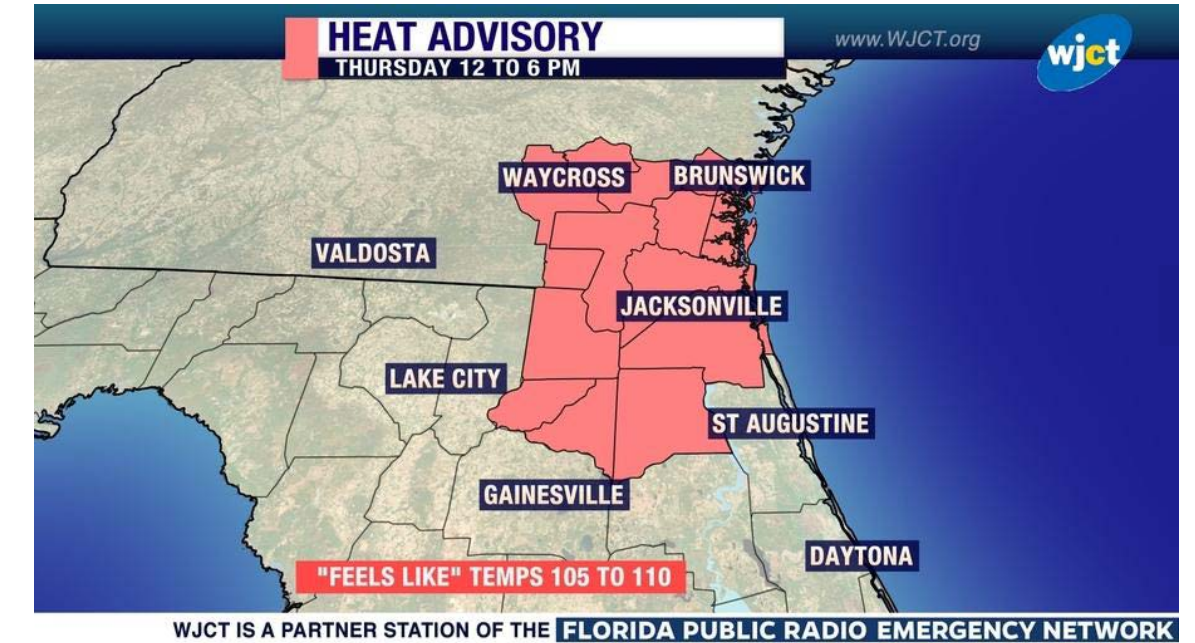 HEAT ADVISORY
www.WJCT.org
wjct
THURSDAY 12 TO 6 PM
WAYCROSS
BRUNSWICK
VALDOSTA
JACKSONVILLE
LAKE CITY
ST AUGUSTINE
GAINESVILLE
DAYTONA
"FEELS LIKE" TEMPS 105 TO 110
WJCT IS A PARTNER STATION OF THE FLORIDA PUBLIC RADIO EMERGENCY NETWORK